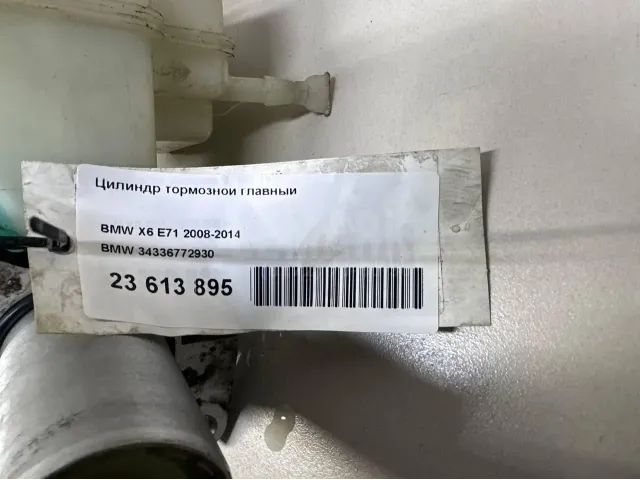 Цилиндр тормозной главный
BMW X6 E71 2008-2014
BMW 34336772930
23 613 895